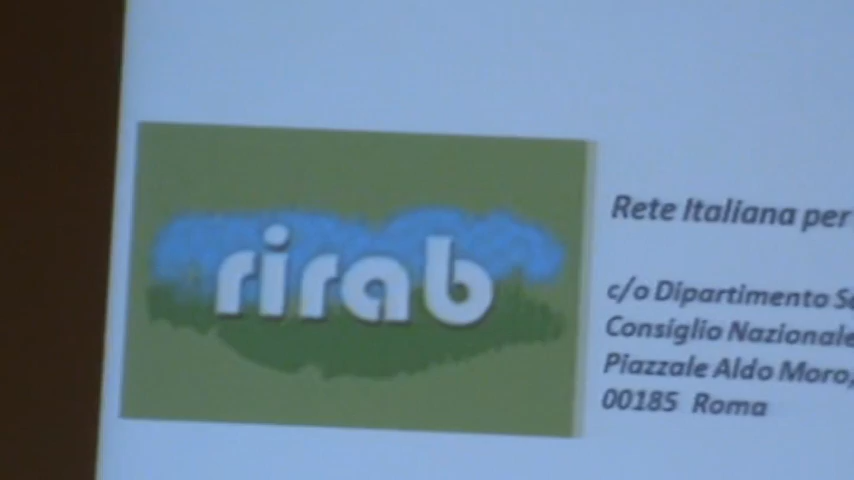 rirab
Rete Italiana per
c/o Dipartimento
Consiglio Nazionale
Piazzale Aldo Moro,
00185 Roma